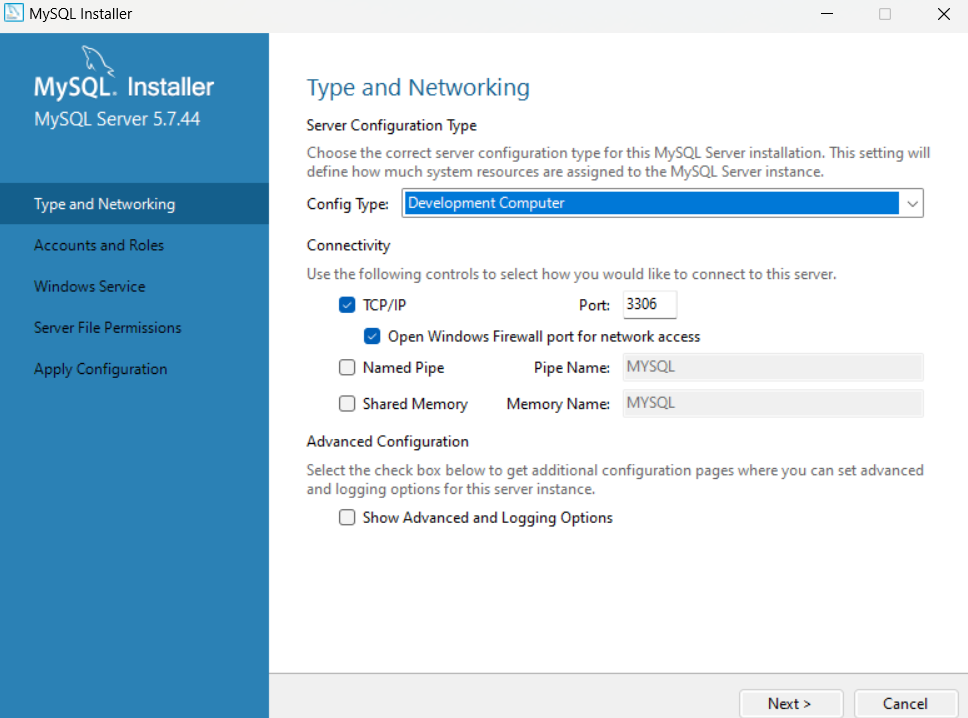 MySQL Installer
MySQL. Installer
MySQL Server 5.7.44
Type and Networking
Accounts and Roles
Windows Service
Server File Permissions
Apply Configuration
Type and Networking
Server Configuration Type
Choose the correct server configuration type for this MySQL Server installation. This setting will
define how much system resources are assigned to the MySQL Server instance.
Config Type: Development Computer
Connectivity
Use the following controls to select how you would like to connect to this server.
TCP/IP Port: 3306
Open Windows Firewall port for network access
Named Pipe Pipe Name: MYSQL
Shared Memory Memory Name: MYSQL
Advanced Configuration
Select the check box below to get additional configuration pages where you can set advanced
and logging options for this server instance.
Show Advanced and Logging Options
Next > Cancel